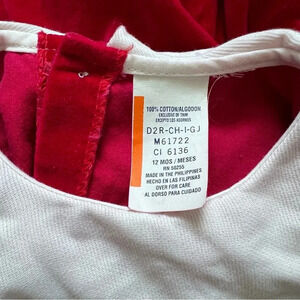 100% COTTON/ALGODON
EXCLUSIVE OF TRIM
EXCEPTO LOS ADORNOS
D2R-CH-I-GJ
M61722
CI 6136
12 MOS / MESES
RN 50255
MADE IN THE PHILIPPINES
HECHO EN LAS FILIPINAS
OVER FOR CARE
AL DORSO PARA CUIDADO